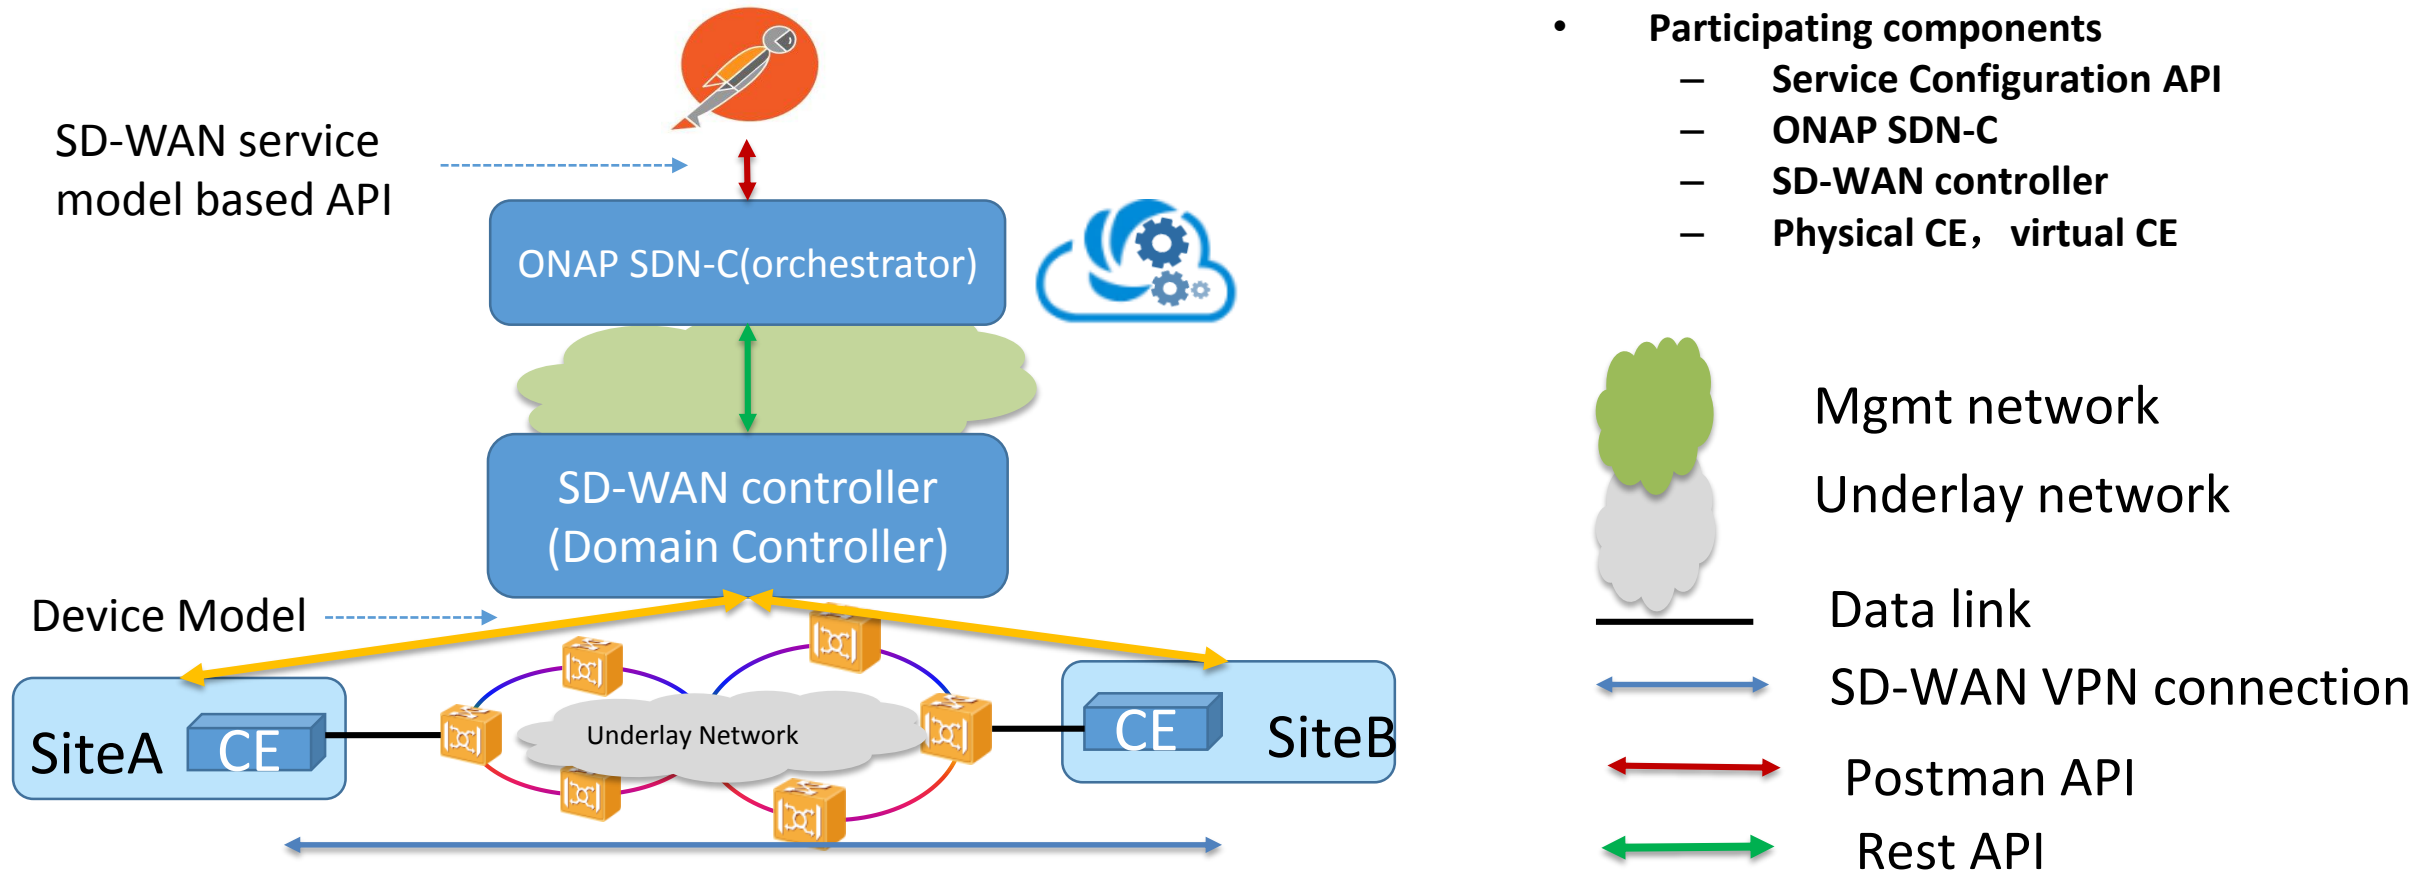 SD-WAN service
model based API
ONAP SDN-C(orchestrator)
SD-WAN controller
(Domain Controller)
Device Model
SiteA
CE
Underlay Network
CE
SiteB
• Participating components
– Service Configuration API
– ONAP SDN-C
– SD-WAN controller
– Physical CE，virtual CE
Mgmt network
Underlay network
Data link
SD-WAN VPN connection
Postman API
Rest API